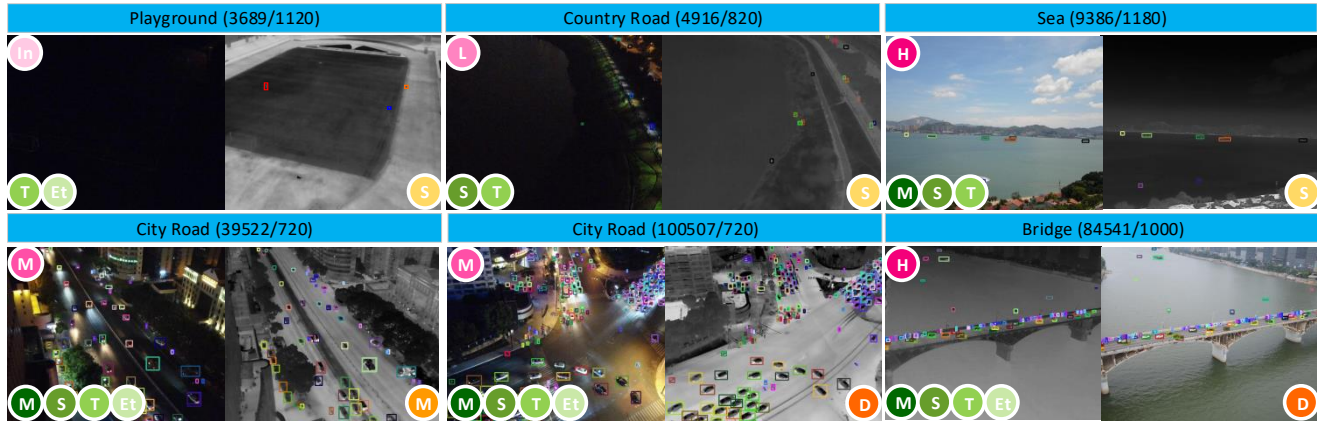 Playground (3689/1120)
Country Road (4916/820)
Sea (9386/1180)
In
L
H
T Et
S
S T
S
M S T
S
City Road (39522/720)
City Road (100507/720)
Bridge (84541/1000)
M
M
H
M S T Et
M
M S T Et
D
M S T Et
D